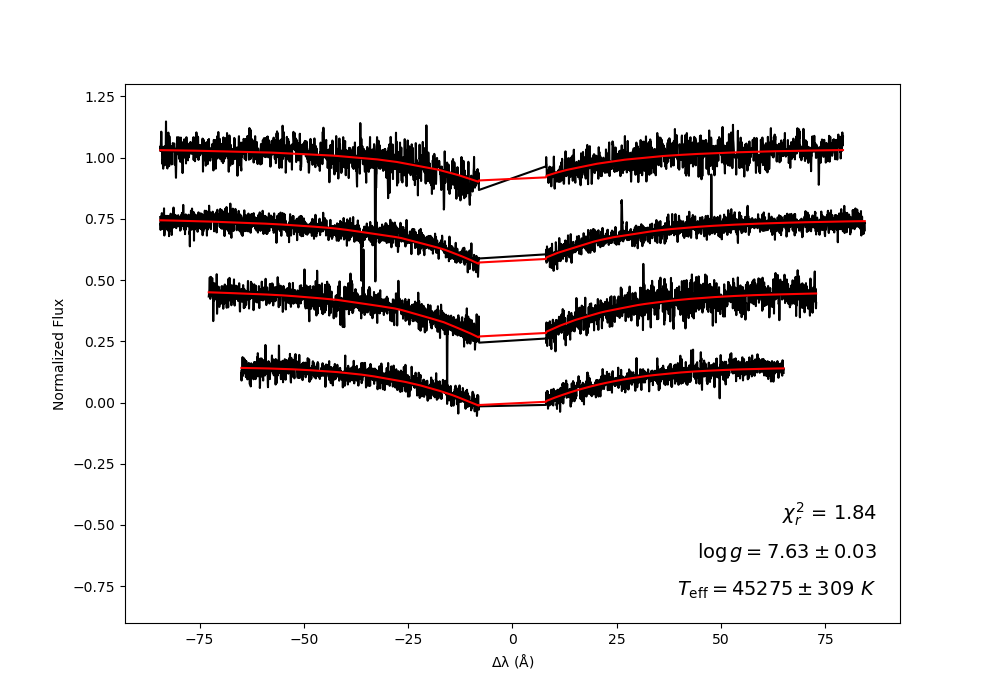 1.25
1.00
0.75
0.50
0.25
0.00
−0.25
−0.50
−0.75
Normalized Flux
χ²ᵣ = 1.84
log g = 7.63 ± 0.03
T_eff = 45275 ± 309 K
−75 −50 −25 0 25 50 75
Δλ (Å)